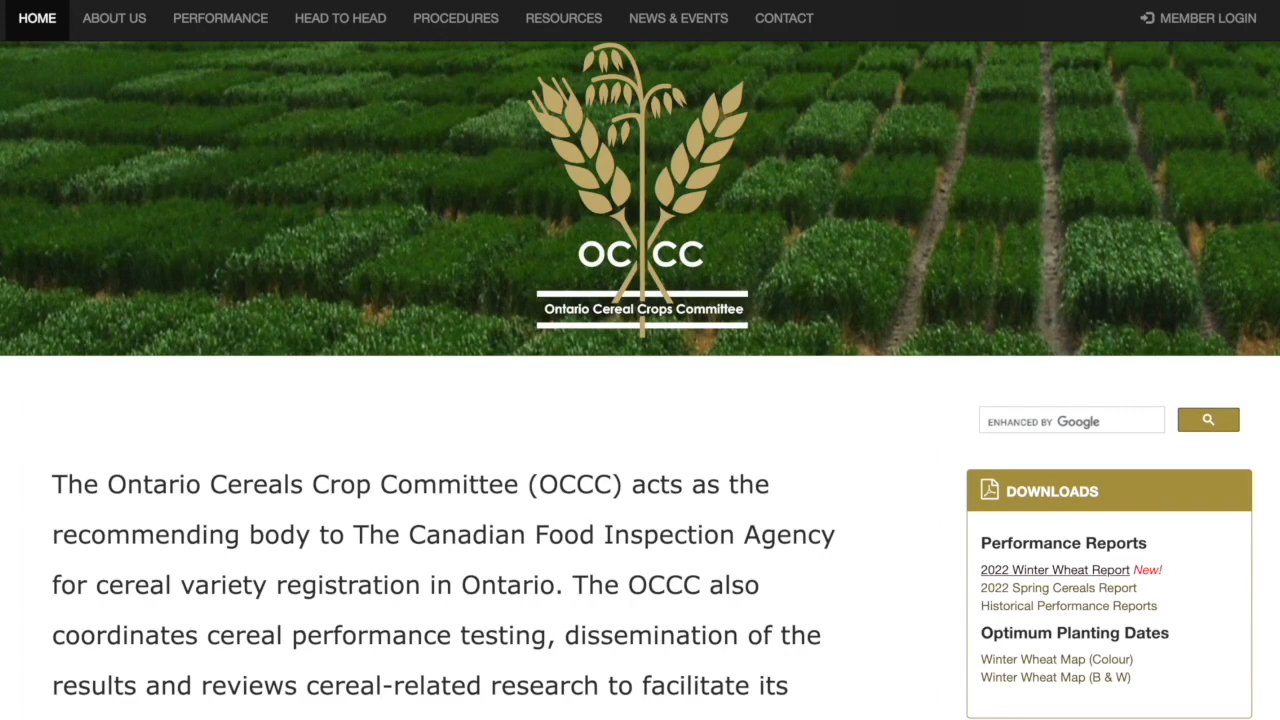 HOME ABOUT US PERFORMANCE HEAD TO HEAD PROCEDURES RESOURCES NEWS & EVENTS CONTACT MEMBER LOGIN
OCCC
Ontario Cereal Crops Committee
ENHANCED BY Google
The Ontario Cereals Crop Committee (OCCC) acts as the
recommending body to The Canadian Food Inspection Agency
for cereal variety registration in Ontario. The OCCC also
coordinates cereal performance testing, dissemination of the
results and reviews cereal-related research to facilitate its
DOWNLOADS
Performance Reports
2022 Winter Wheat Report New!
2022 Spring Cereals Report
Historical Performance Reports
Optimum Planting Dates
Winter Wheat Map (Colour)
Winter Wheat Map (B & W)